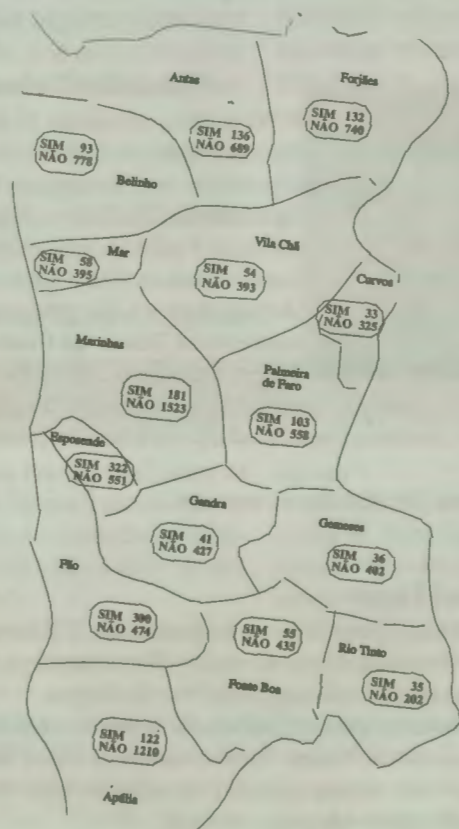 Antas
Forjães
SIM 132
NÃO 740
SIM 136
NÃO 689
SIM 93
NÃO 778
Belinho
Vila Chã
Mar
SIM 58
NÃO 395
SIM 54
NÃO 393
Curvos
SIM 33
NÃO 325
Marinhas
Palmeira
de Faro
SIM 181
NÃO 1523
SIM 103
NÃO 558
Esposende
SIM 322
NÃO 551
Gandra
Gemeses
SIM 41
NÃO 427
SIM 36
NÃO 402
Fão
SIM 300
NÃO 474
SIM 55
NÃO 435
Rio Tinto
Fonte Boa
SIM 35
NÃO 202
SIM 122
NÃO 1210
Apúlia